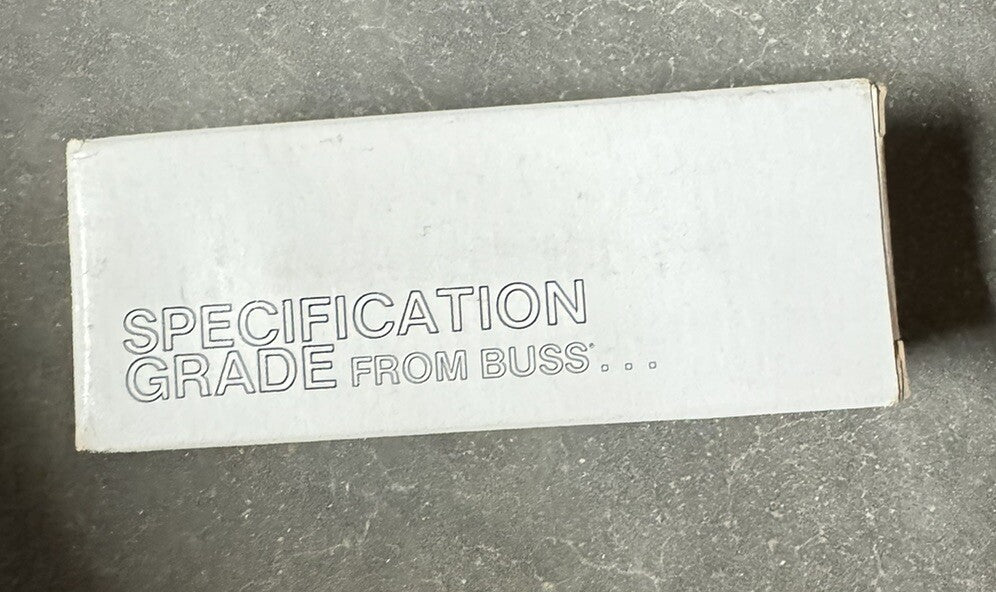 SPECIFICATION
GRADE FROM BUSS® . . .